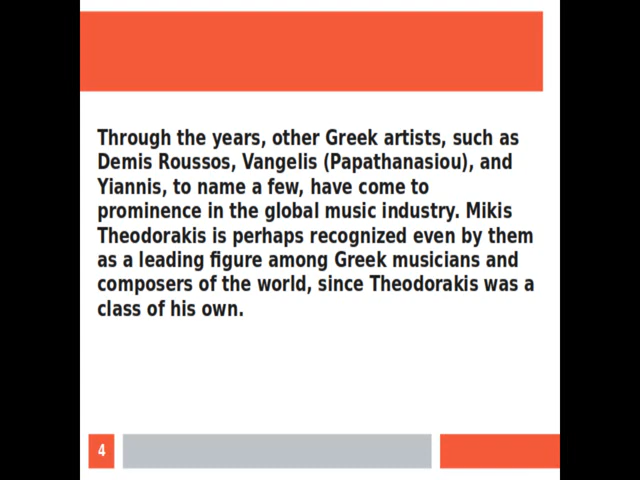 Through the years, other Greek artists, such as
Demis Roussos, Vangelis (Papathanasiou), and
Yiannis, to name a few, have come to
prominence in the global music industry. Mikis
Theodorakis is perhaps recognized even by them
as a leading figure among Greek musicians and
composers of the world, since Theodorakis was a
class of his own.
4